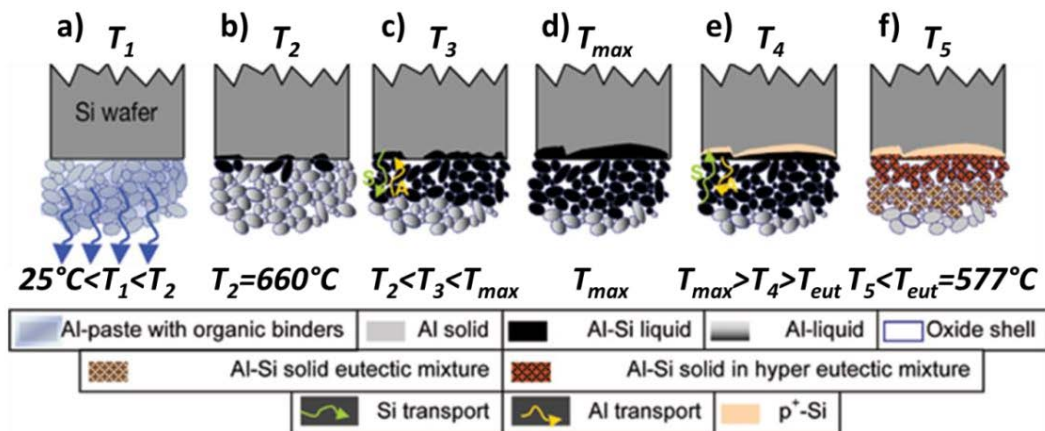 a) T1 b) T2 c) T3 d) Tmax e) T4 f) T5
Si wafer
25°C<T1<T2 T2=660°C T2<T3<Tmax Tmax Tmax>T4>Teut T5<Teut=577°C
Al-paste with organic binders Al solid Al-Si liquid Al-liquid Oxide shell
Al-Si solid eutectic mixture Al-Si solid in hyper eutectic mixture
Si transport Al transport p+-Si